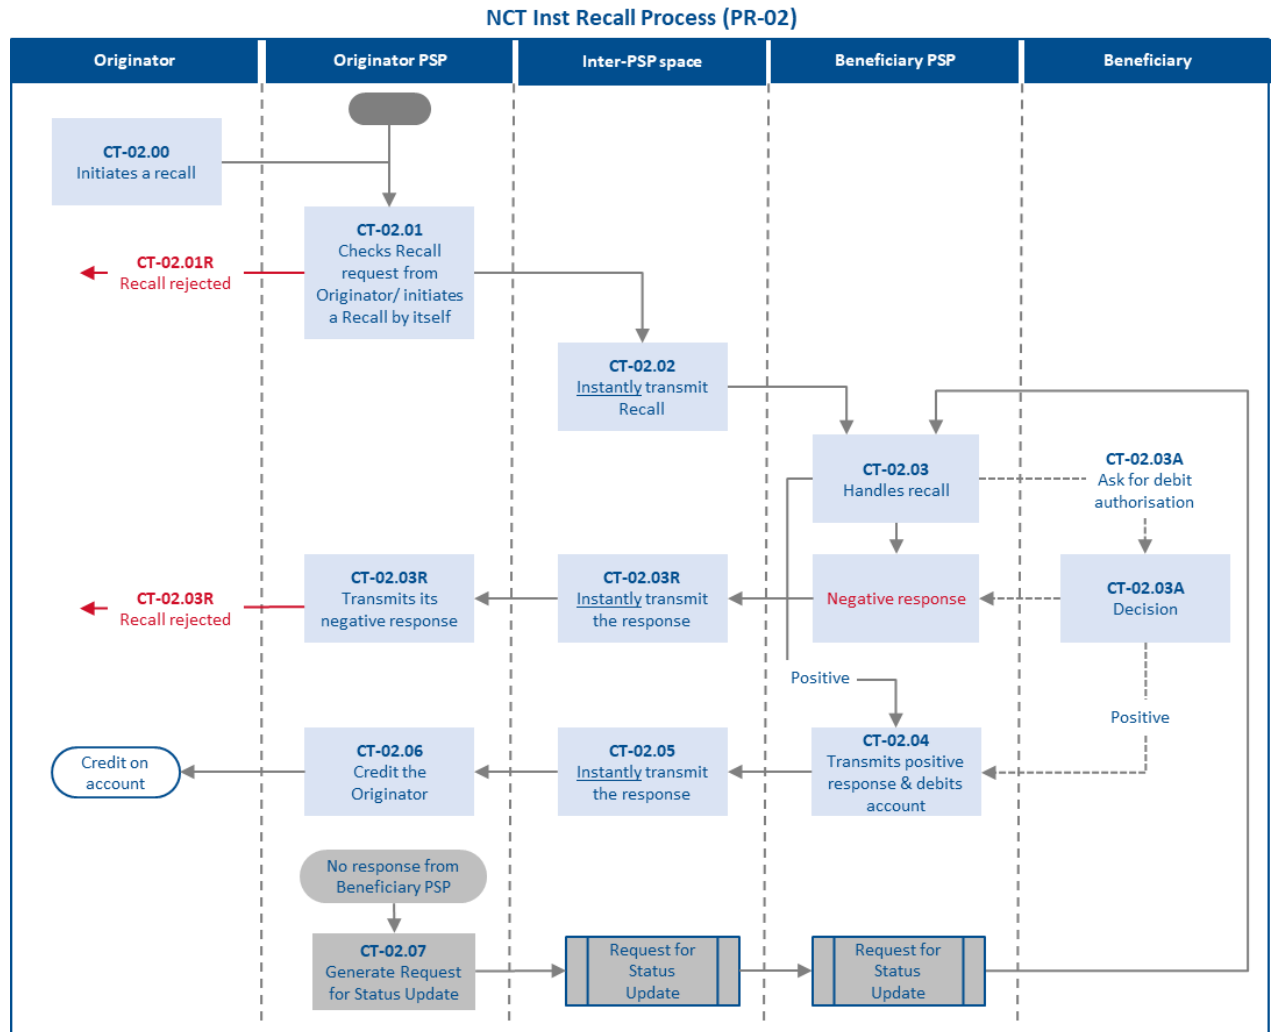 NCT Inst Recall Process (PR-02)
Originator
Originator PSP
Inter-PSP space
Beneficiary PSP
Beneficiary
CT-02.00
Initiates a recall
CT-02.01
Checks Recall
request from
Originator/ initiates
a Recall by itself
CT-02.01R
Recall rejected
CT-02.02
Instantly transmit
Recall
CT-02.03
Handles recall
CT-02.03A
Ask for debit
authorisation
CT-02.03R
Recall rejected
CT-02.03R
Transmits its
negative response
CT-02.03R
Instantly transmit
the response
Negative response
CT-02.03A
Decision
Positive
Positive
Credit on
account
CT-02.06
Credit the
Originator
CT-02.05
Instantly transmit
the response
CT-02.04
Transmits positive
response & debits
account
No response from
Beneficiary PSP
CT-02.07
Generate Request
for Status Update
Request for
Status
Update
Request for
Status
Update